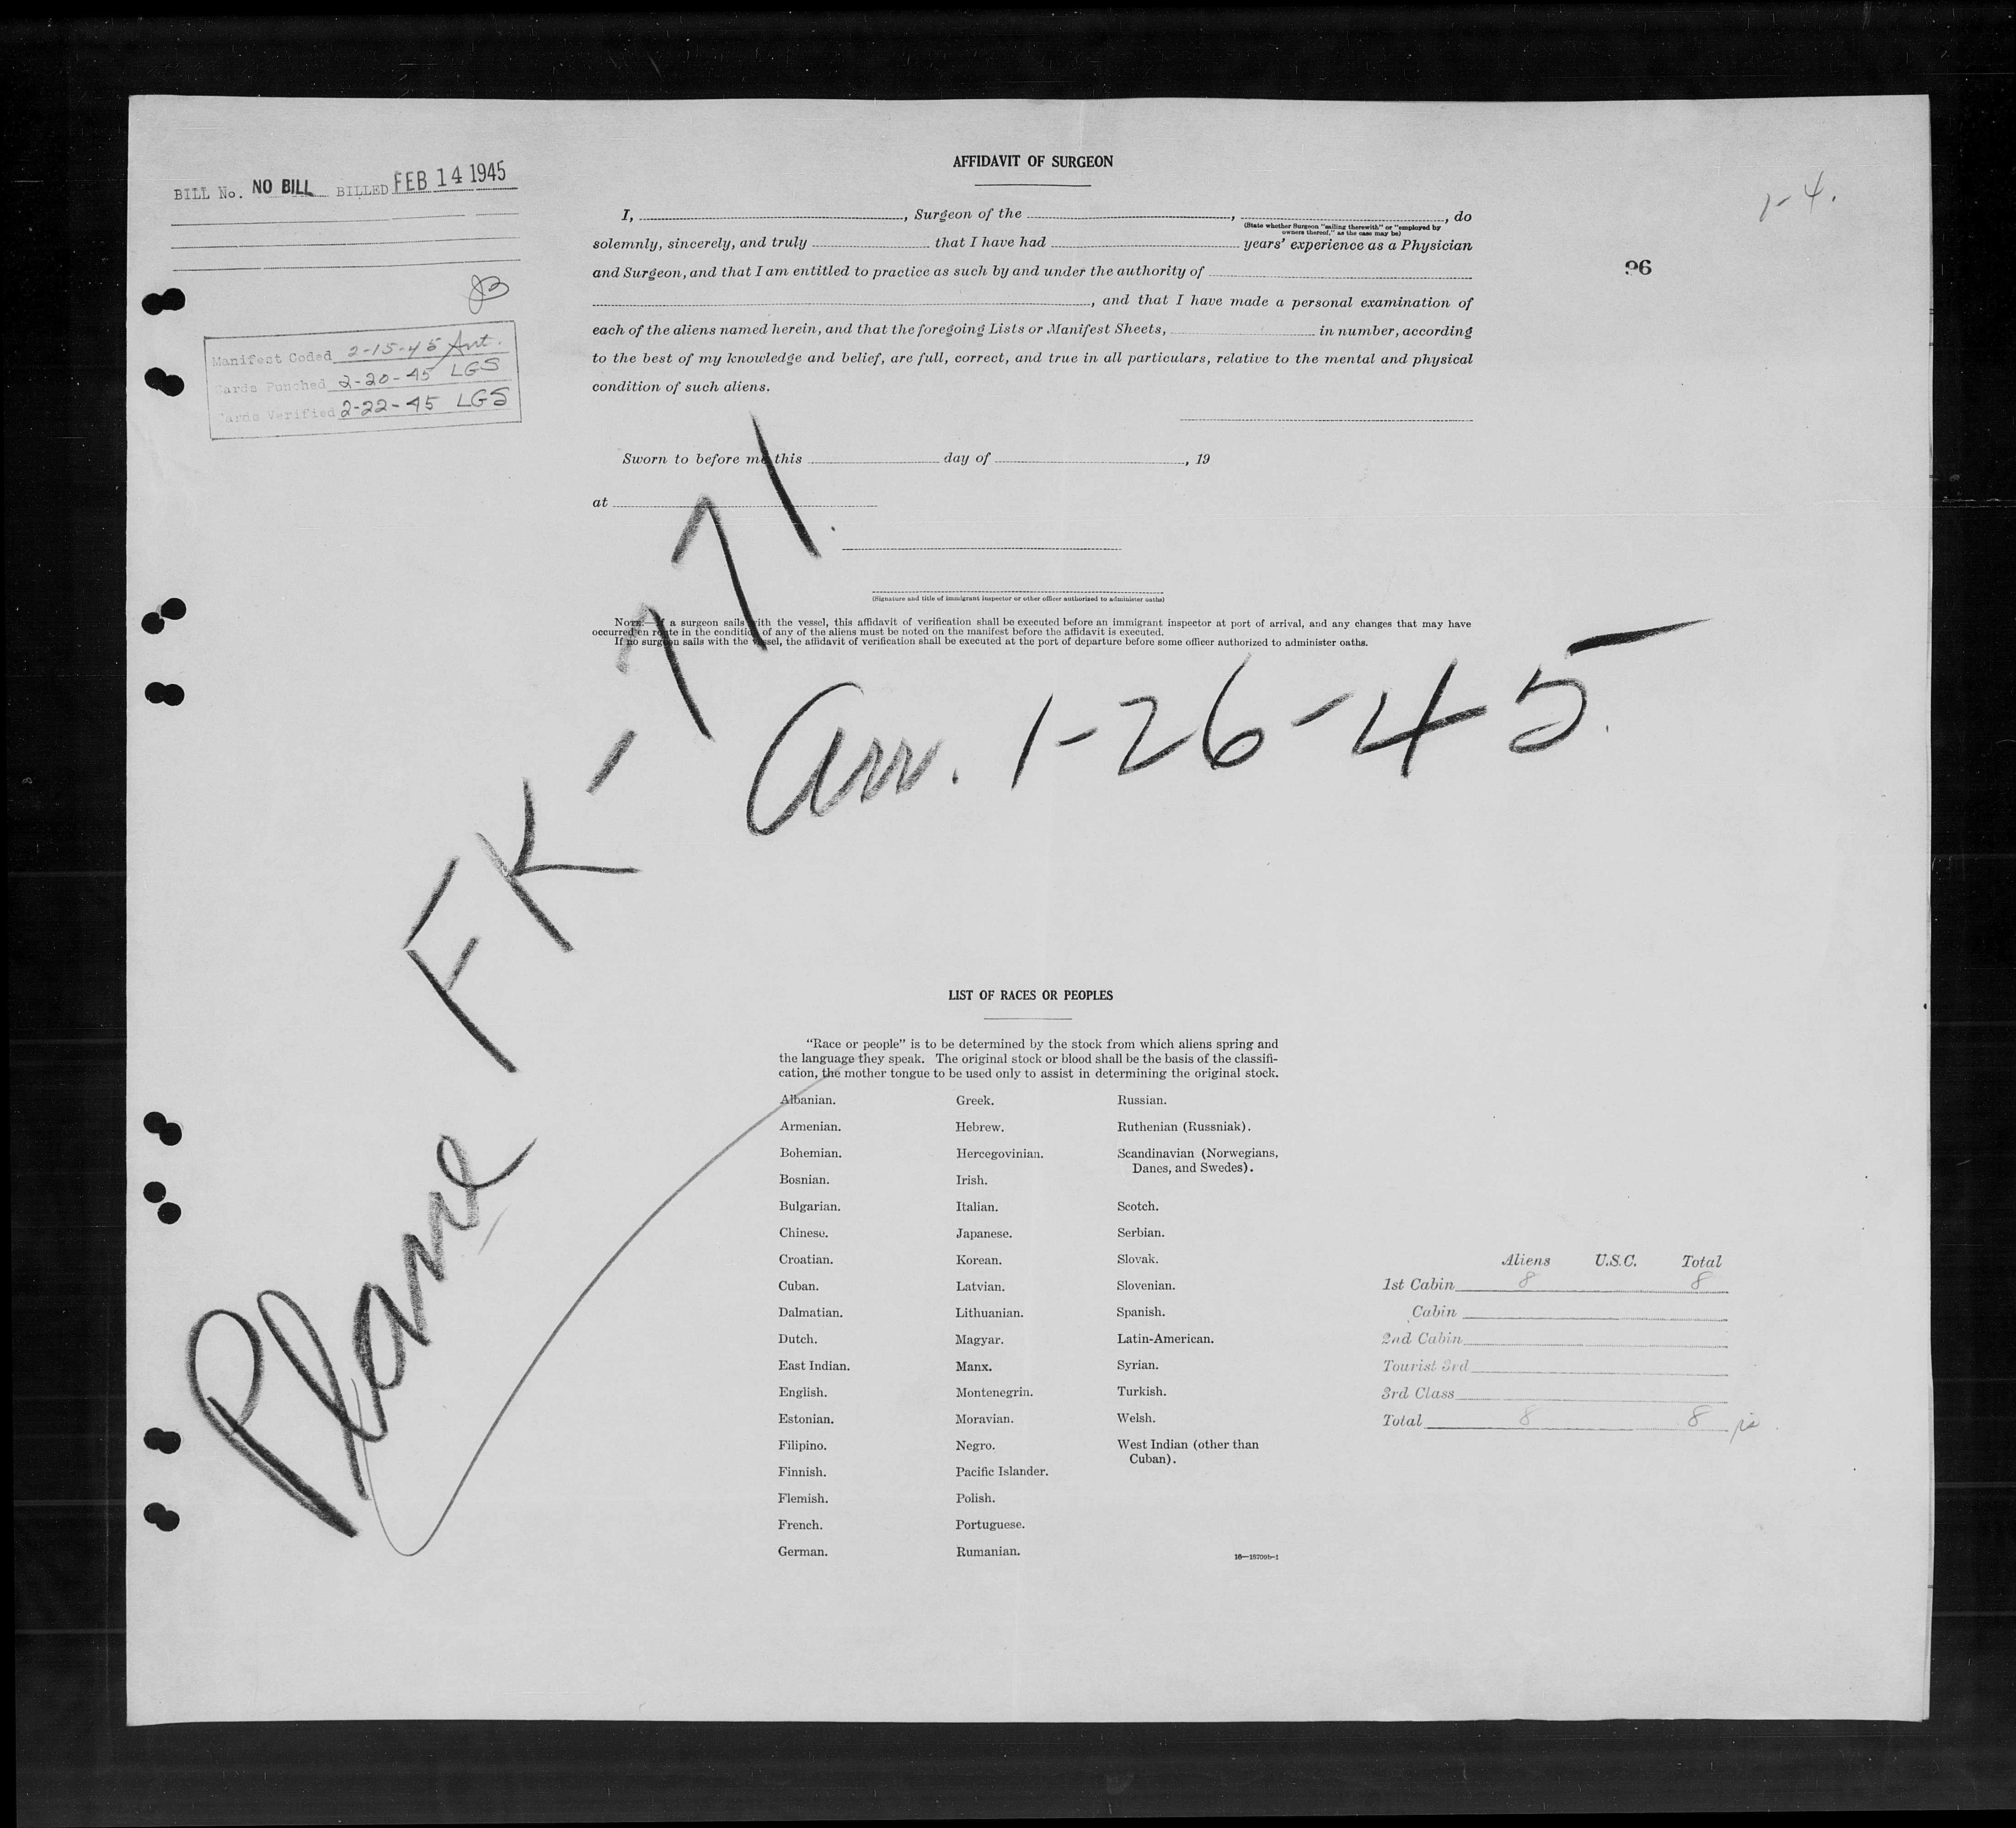 BILL No. NO BILL BILLED FEB 14 1945
Manifest Coded 2-15-45 Ant.
Cards Punched 2-20-45 LGS
Cards Verified 2-22-45 LGS
AFFIDAVIT OF SURGEON
1-4.
96
I, , Surgeon of the , , do
(State whether Surgeon "sailing therewith" or "employed by
owners thereof," as the case may be)
solemnly, sincerely, and truly that I have had years' experience as a Physician
and Surgeon, and that I am entitled to practice as such by and under the authority of
, and that I have made a personal examination of
each of the aliens named herein, and that the foregoing Lists or Manifest Sheets, in number, according
to the best of my knowledge and belief, are full, correct, and true in all particulars, relative to the mental and physical
condition of such aliens.
Sworn to before me this day of , 19
at
(Signature and title of immigrant inspector or other officer authorized to administer oaths)
NOTE.—If a surgeon sails with the vessel, this affidavit of verification shall be executed before an immigrant inspector at port of arrival, and any changes that may have
occurred en route in the condition of any of the aliens must be noted on the manifest before the affidavit is executed.
If no surgeon sails with the vessel, the affidavit of verification shall be executed at the port of departure before some officer authorized to administer oaths.
Plane FK-771.
Arr. 1-26-45.
LIST OF RACES OR PEOPLES
"Race or people" is to be determined by the stock from which aliens spring and
the language they speak. The original stock or blood shall be the basis of the classifi-
cation, the mother tongue to be used only to assist in determining the original stock.
Albanian.
Armenian.
Bohemian.
Bosnian.
Bulgarian.
Chinese.
Croatian.
Cuban.
Dalmatian.
Dutch.
East Indian.
English.
Estonian.
Filipino.
Finnish.
Flemish.
French.
German.
Greek.
Hebrew.
Hercegovinian.
Irish.
Italian.
Japanese.
Korean.
Latvian.
Lithuanian.
Magyar.
Manx.
Montenegrin.
Moravian.
Negro.
Pacific Islander.
Polish.
Portuguese.
Rumanian.
Russian.
Ruthenian (Russniak).
Scandinavian (Norwegians,
Danes, and Swedes).
Scotch.
Serbian.
Slovak.
Slovenian.
Spanish.
Latin-American.
Syrian.
Turkish.
Welsh.
West Indian (other than
Cuban).
16—18709b-1
Aliens U.S.C. Total
1st Cabin 8 8
Cabin
2nd Cabin
Tourist 3rd
3rd Class
Total 8 8